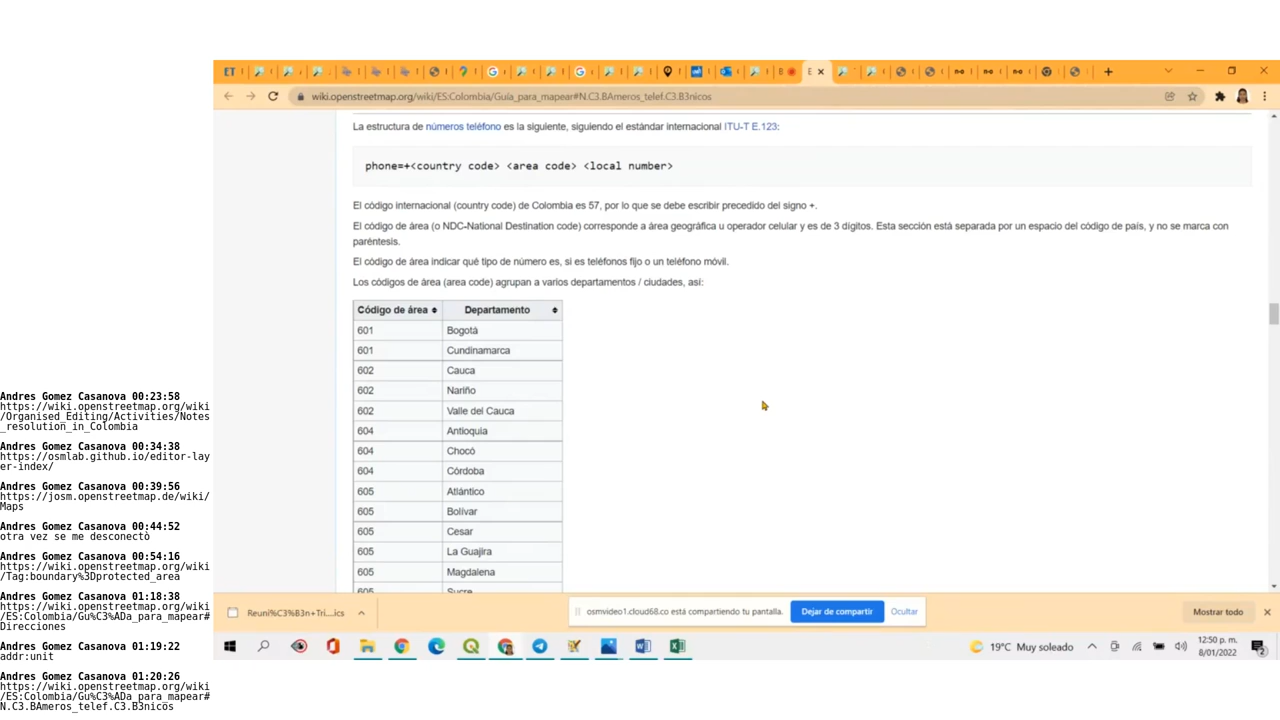 ET
E
wiki.openstreetmap.org/wiki/ES:Colombia/Guía_para_mapear#N.C3.BAmeros_telef.C3.B3nicos
La estructura de números teléfono es la siguiente, siguiendo el estándar internacional ITU-T E.123:
phone=+<country code> <area code> <local number>
El código internacional (country code) de Colombia es 57, por lo que se debe escribir precedido del signo +.
El código de área (o NDC-National Destination code) corresponde a área geográfica u operador celular y es de 3 dígitos. Esta sección está separada por un espacio del código de país, y no se marca con
paréntesis.
El código de área indicar qué tipo de número es, si es teléfonos fijo o un teléfono móvil.
Los códigos de área (area code) agrupan a varios departamentos / ciudades, así:
Código de área Departamento
601 Bogotá
601 Cundinamarca
602 Cauca
602 Nariño
602 Valle del Cauca
604 Antioquia
604 Chocó
604 Córdoba
605 Atlántico
605 Bolívar
605 Cesar
605 La Guajira
605 Magdalena
605 Sucre
Andres Gomez Casanova 00:23:58
https://wiki.openstreetmap.org/wiki
/Organised_Editing/Activities/Notes
_resolution_in_Colombia
Andres Gomez Casanova 00:34:38
https://osmlab.github.io/editor-lay
er-index/
Andres Gomez Casanova 00:39:56
https://josm.openstreetmap.de/wiki/
Maps
Andres Gomez Casanova 00:44:52
otra vez se me desconectò
Andres Gomez Casanova 00:54:16
https://wiki.openstreetmap.org/wiki
/Tag:boundary%3Dprotected_area
Andres Gomez Casanova 01:18:38
https://wiki.openstreetmap.org/wiki
/ES:Colombia/Gu%C3%ADa_para_mapear#
Direcciones
Andres Gomez Casanova 01:19:22
addr:unit
Andres Gomez Casanova 01:20:26
https://wiki.openstreetmap.org/wiki
/ES:Colombia/Gu%C3%ADa_para_mapear#
N.C3.BAmeros_telef.C3.B3nicos
Reuni%C3%B3n+Tri....ics
osmvideo1.cloud68.co está compartiendo tu pantalla. Dejar de compartir Ocultar
Mostrar todo
19°C Muy soleado
12:50 p. m.
8/01/2022
2